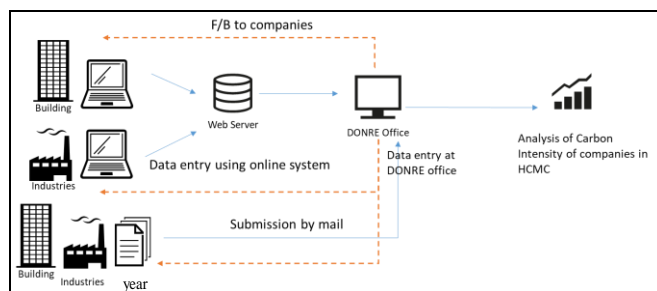 F/B to companies
Building
Web Server
DONRE Office
Industries
Data entry using online system
Data entry at
DONRE office
Analysis of Carbon
Intensity of companies in
HCMC
Submission by mail
Building
Industries
year